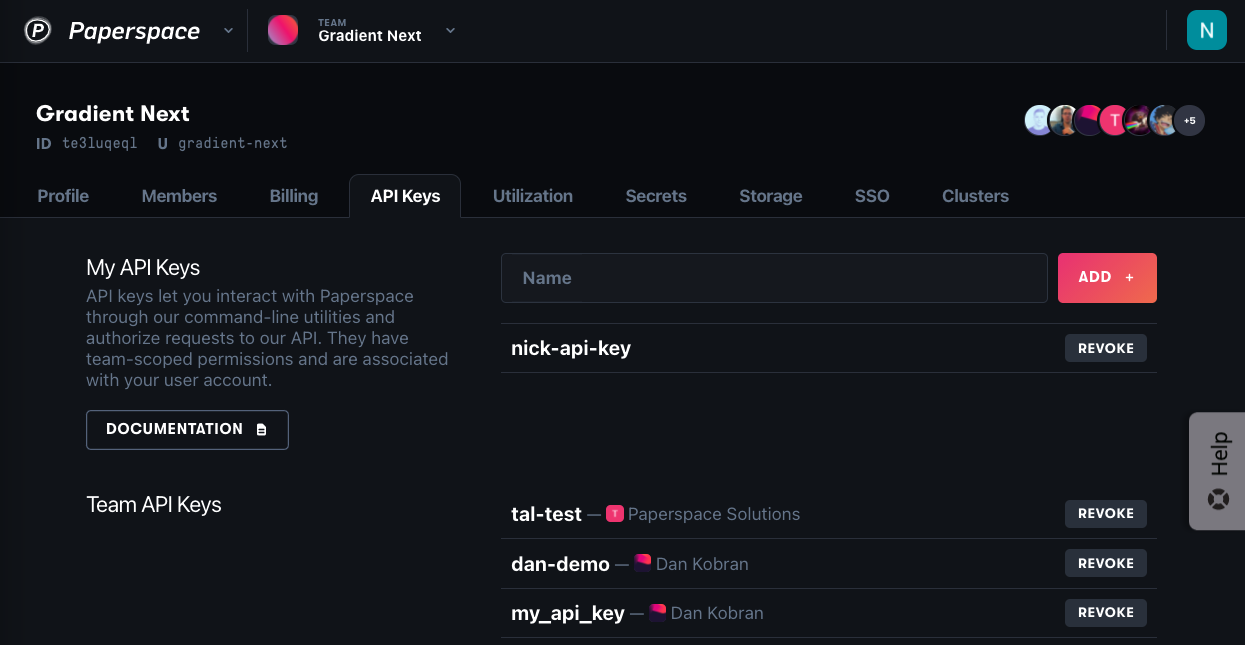 P Paperspace
TEAM
Gradient Next
N
Gradient Next
ID te3luqeql U gradient-next
T
+5
Profile Members Billing API Keys Utilization Secrets Storage SSO Clusters
My API Keys
API keys let you interact with Paperspace
through our command-line utilities and
authorize requests to our API. They have
team-scoped permissions and are associated
with your user account.
DOCUMENTATION
Name
ADD +
nick-api-key REVOKE
Help
Team API Keys
tal-test — T Paperspace Solutions REVOKE
dan-demo — Dan Kobran REVOKE
my_api_key — Dan Kobran REVOKE